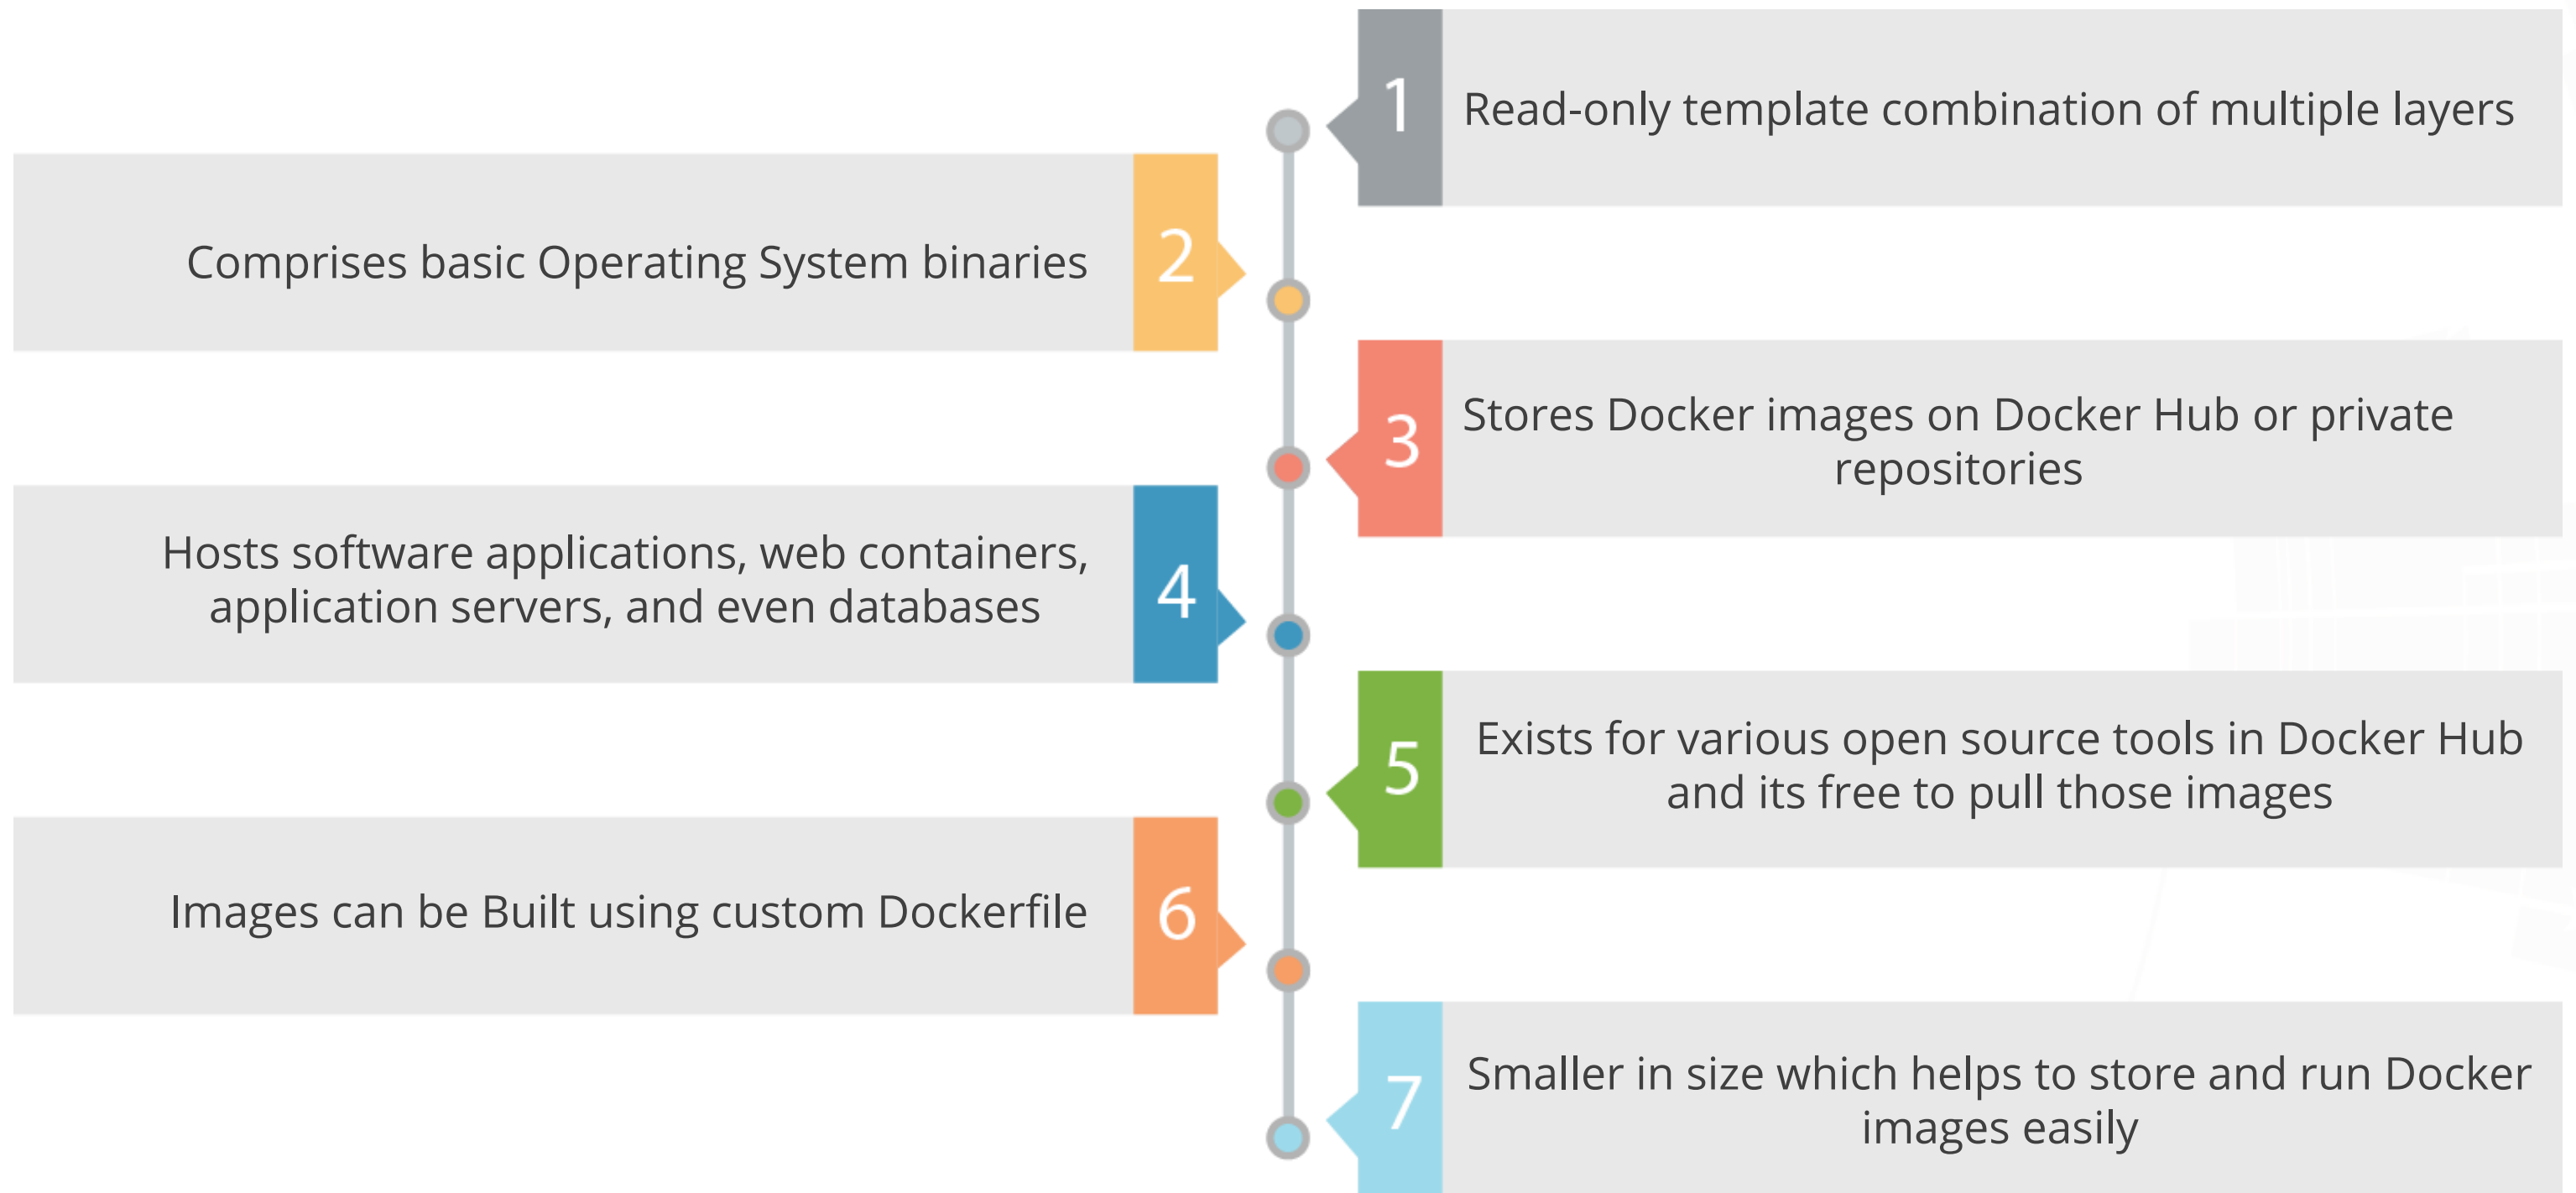 1
Read-only template combination of multiple layers
2
Comprises basic Operating System binaries
3
Stores Docker images on Docker Hub or private
repositories
4
Hosts software applications, web containers,
application servers, and even databases
5
Exists for various open source tools in Docker Hub
and its free to pull those images
6
Images can be Built using custom Dockerfile
7
Smaller in size which helps to store and run Docker
images easily